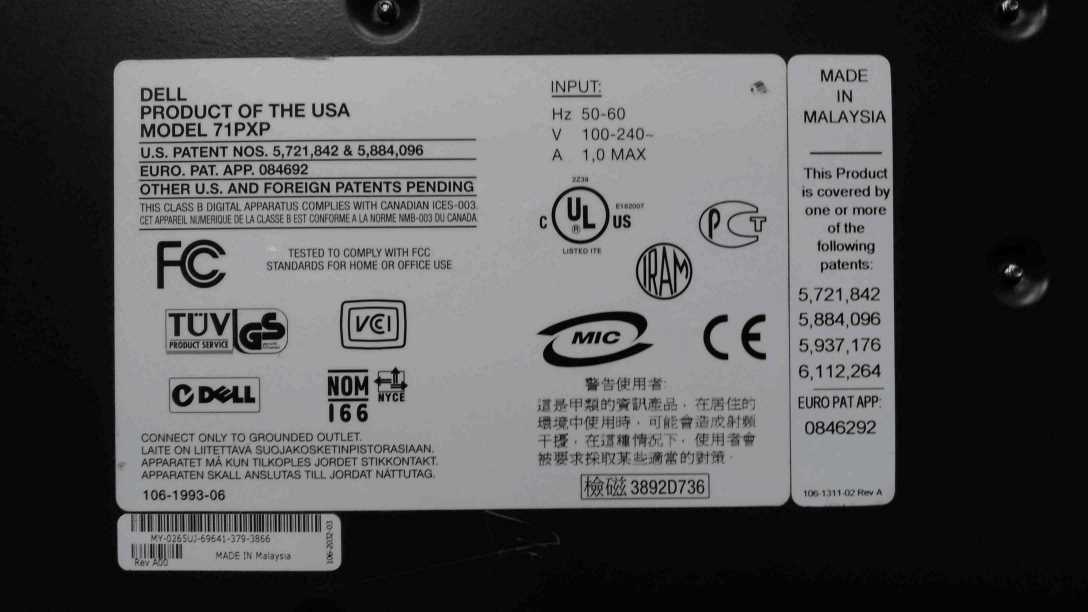 DELL
PRODUCT OF THE USA
MODEL 71PXP
U.S. PATENT NOS. 5,721,842 & 5,884,096
EURO. PAT. APP. 084692
OTHER U.S. AND FOREIGN PATENTS PENDING
THIS CLASS B DIGITAL APPARATUS COMPLIES WITH CANADIAN ICES-003.
CET APPAREIL NUMERIQUE DE LA CLASSE B EST CONFORME A LA NORME NMB-003 DU CANADA
FC
TESTED TO COMPLY WITH FCC
STANDARDS FOR HOME OR OFFICE USE
TÜV GS
PRODUCT SERVICE
VCI
DELL
NOM
166
NYCE
CONNECT ONLY TO GROUNDED OUTLET.
LAITE ON LIITETTAVA SUOJAKOSKETINPISTORASIAAN.
APPARATET MÅ KUN TILKOPLES JORDET STIKKONTAKT.
APPARATEN SKALL ANSLUTAS TILL JORDAT NATTUTAG.
106-1993-06
INPUT:
Hz 50-60
V 100-240~
A 1,0 MAX
2Z38
C UL US
®
E182007
LISTED ITE
PCT
IRAM
MIC
CE
警告使用者:
這是甲類的資訊產品，在居住的
環境中使用時，可能會造成射頻
干擾，在這種情況下，使用者會
被要求採取某些適當的對策。
檢磁 3892D736
MADE
IN
MALAYSIA
This Product
is covered by
one or more
of the
following
patents:
5,721,842
5,884,096
5,937,176
6,112,264
EURO PAT APP:
0846292
106-1311-02 Rev A
MY-0265UJ-69641-379-3866
Rev A00
MADE IN Malaysia
106-2032-03